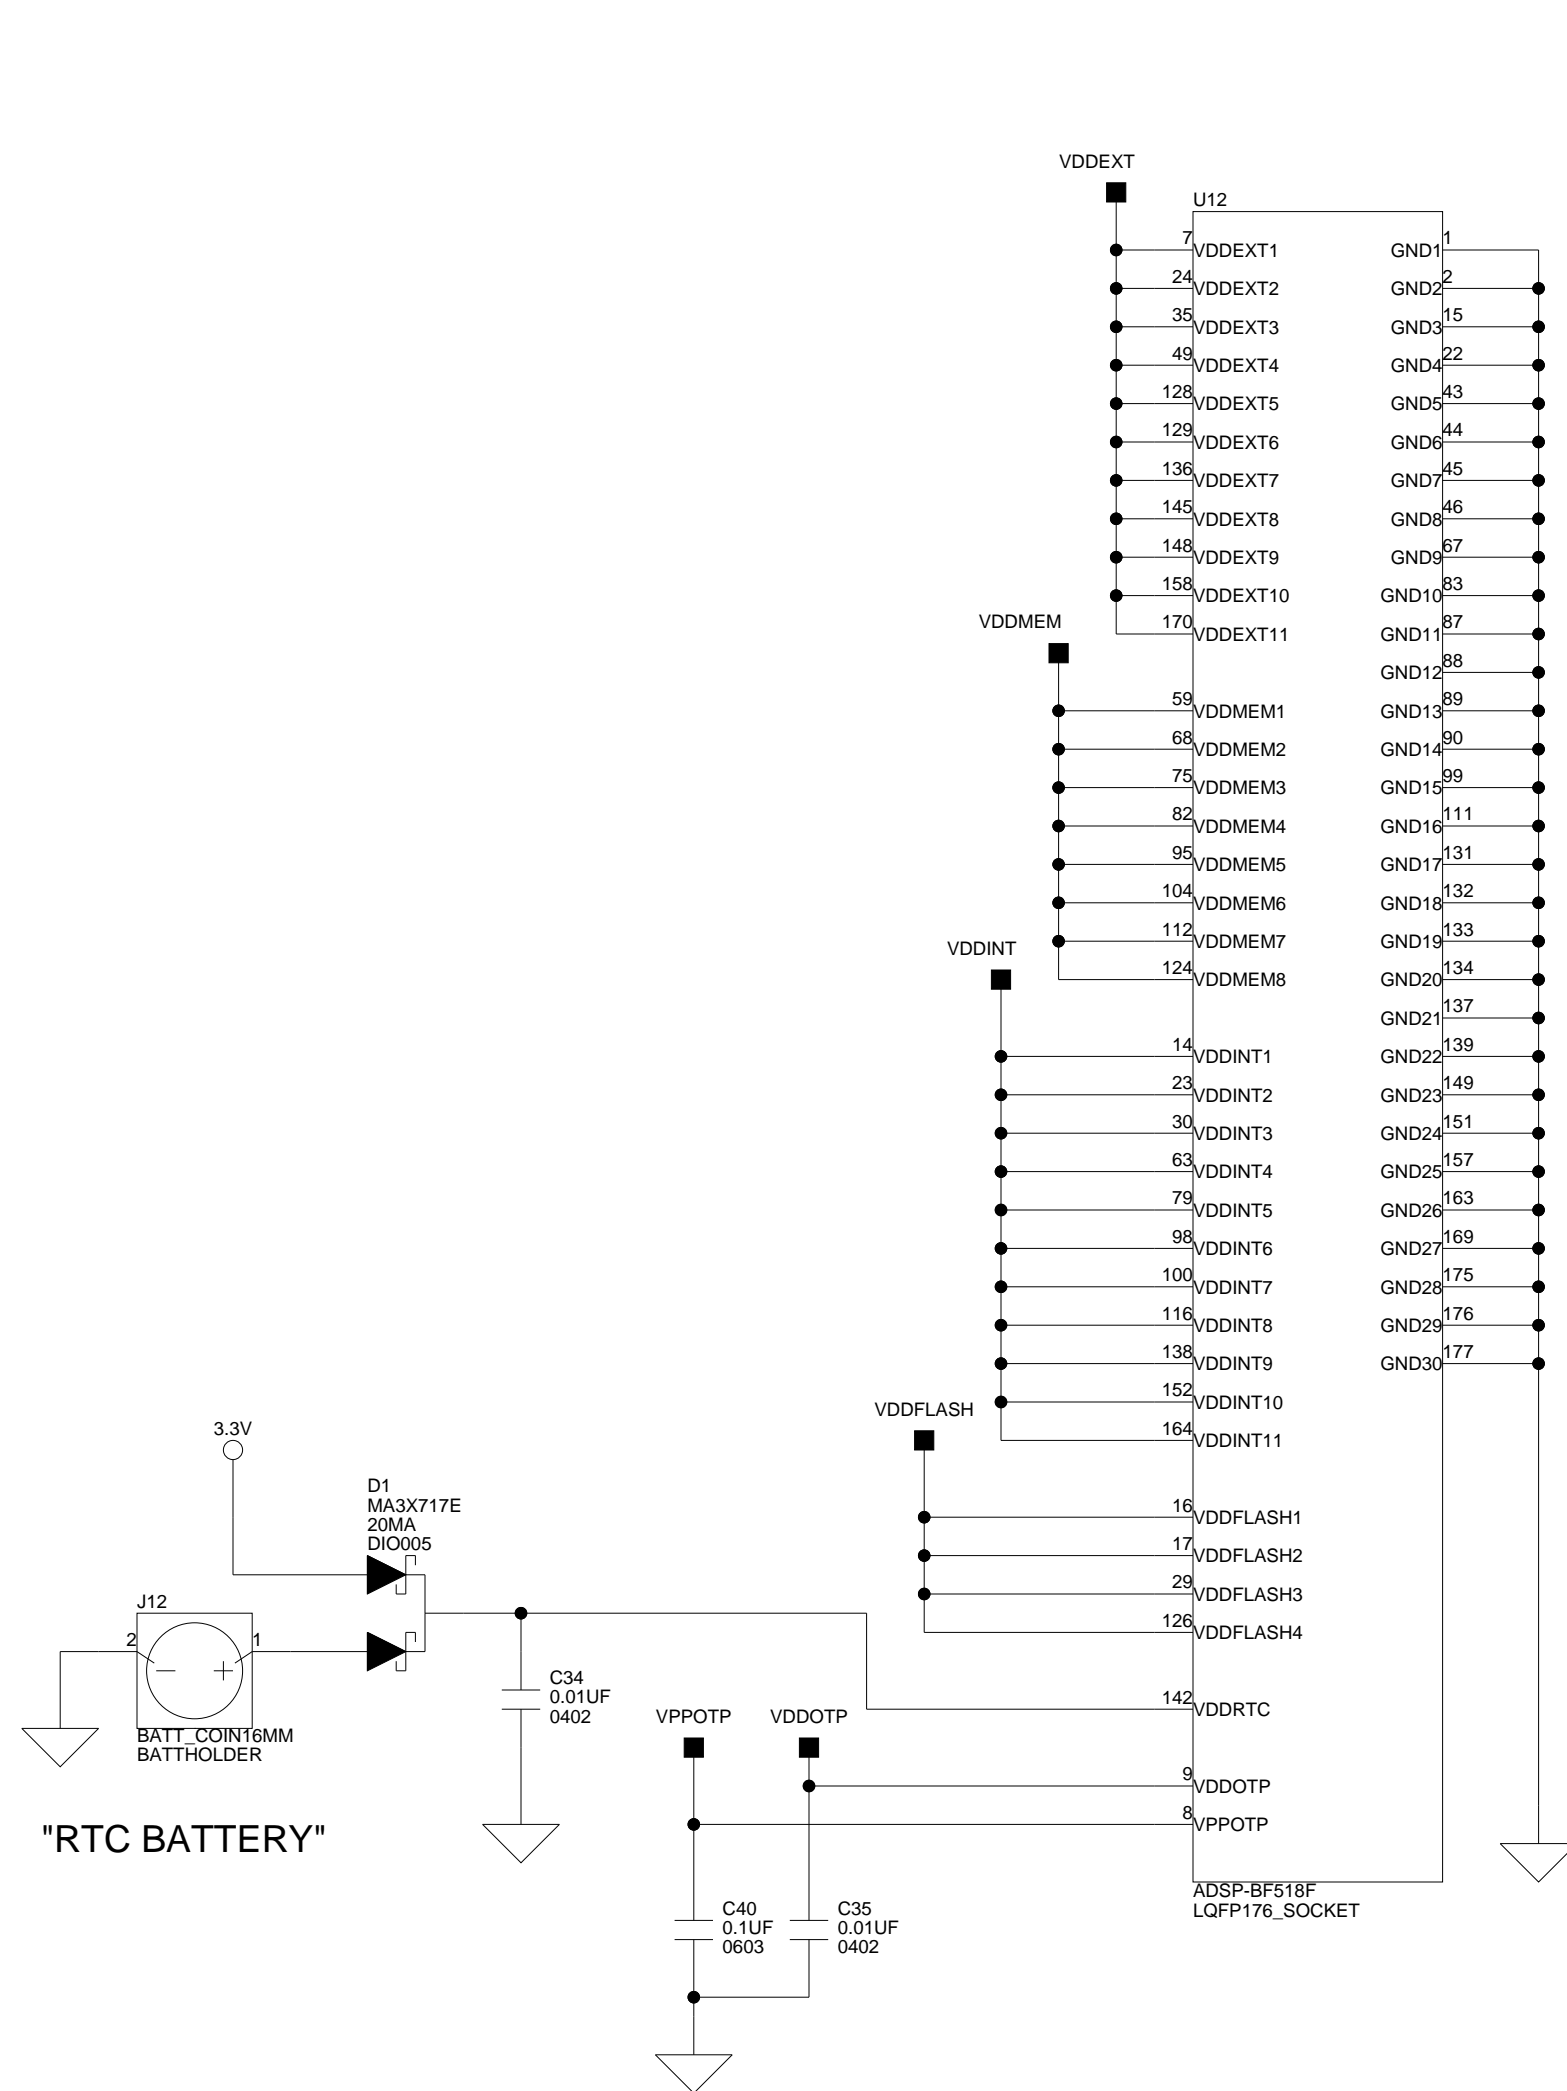 VDDEXT
U12
7 VDDEXT1 GND1 1
24 VDDEXT2 GND2 2
35 VDDEXT3 GND3 15
49 VDDEXT4 GND4 22
128 VDDEXT5 GND5 43
129 VDDEXT6 GND6 44
136 VDDEXT7 GND7 45
145 VDDEXT8 GND8 46
148 VDDEXT9 GND9 67
158 VDDEXT10 GND10 83
VDDMEM
170 VDDEXT11 GND11 87
GND12 88
59 VDDMEM1 GND13 89
68 VDDMEM2 GND14 90
75 VDDMEM3 GND15 99
82 VDDMEM4 GND16 111
95 VDDMEM5 GND17 131
104 VDDMEM6 GND18 132
112 VDDMEM7 GND19 133
VDDINT
124 VDDMEM8 GND20 134
GND21 137
14 VDDINT1 GND22 139
23 VDDINT2 GND23 149
30 VDDINT3 GND24 151
63 VDDINT4 GND25 157
79 VDDINT5 GND26 163
98 VDDINT6 GND27 169
100 VDDINT7 GND28 175
116 VDDINT8 GND29 176
138 VDDINT9 GND30 177
152 VDDINT10
VDDFLASH
164 VDDINT11
3.3V
D1
MA3X717E
20MA
DIO005
16 VDDFLASH1
17 VDDFLASH2
29 VDDFLASH3
126 VDDFLASH4
J12
2 1
− +
BATT_COIN16MM
BATTHOLDER
"RTC BATTERY"
C34
0.01UF
0402
142 VDDRTC
VPPOTP VDDOTP
9 VDDOTP
8 VPPOTP
ADSP-BF518F
LQFP176_SOCKET
C40
0.1UF
0603
C35
0.01UF
0402